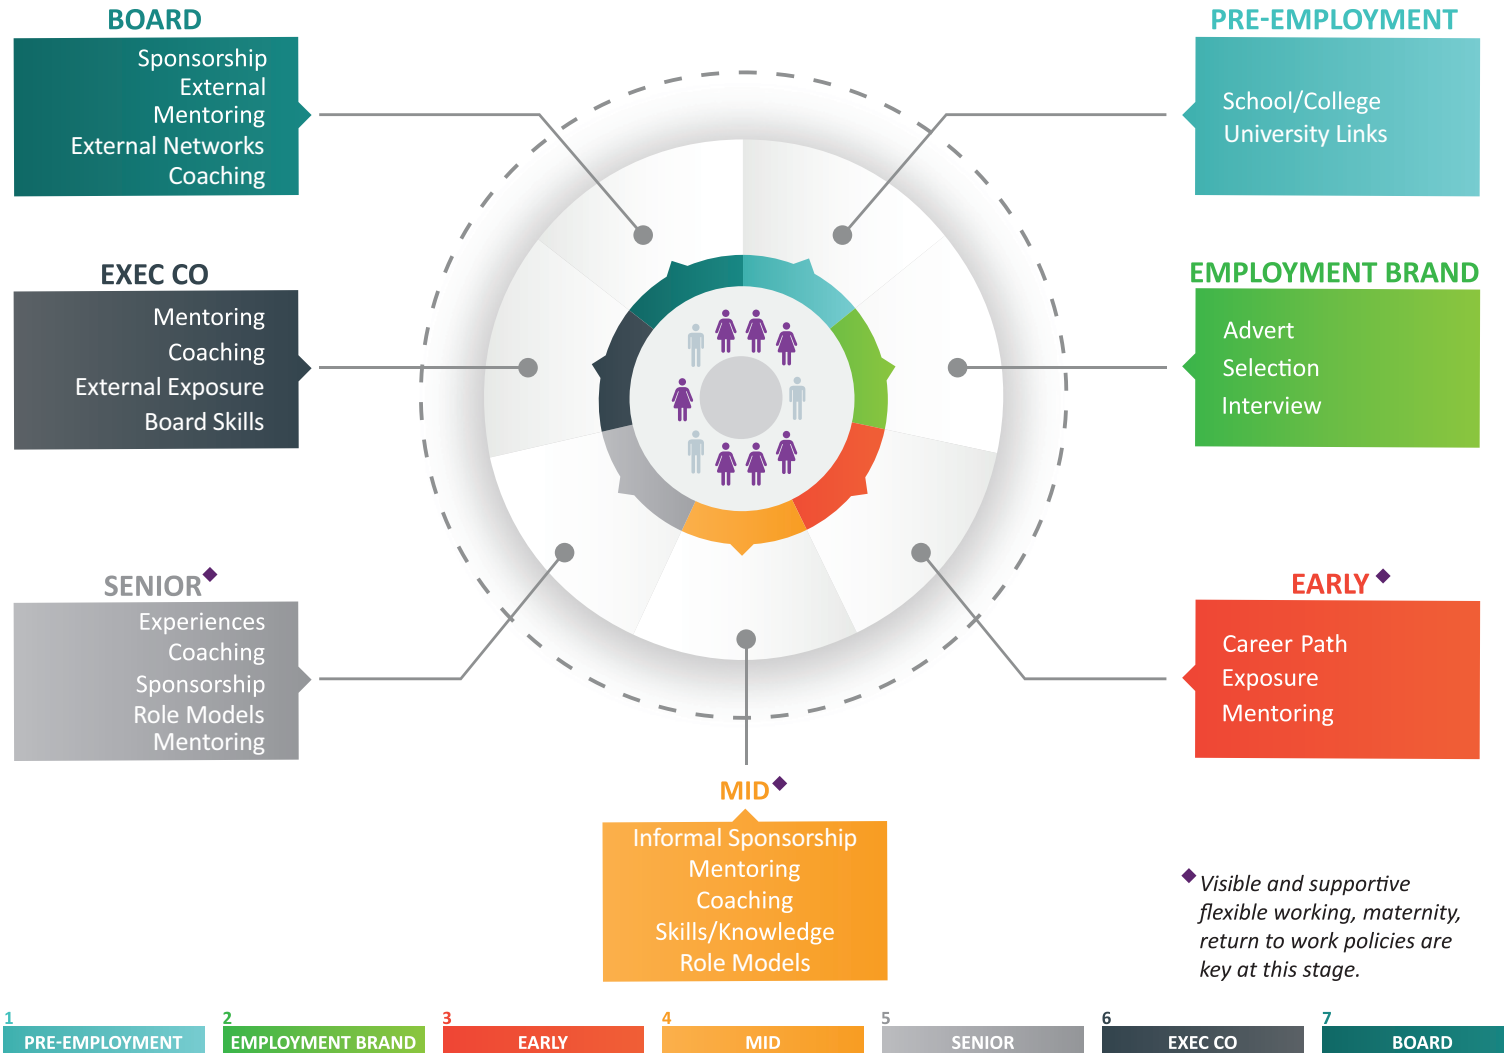 BOARD
Sponsorship
External
Mentoring
External Networks
Coaching
PRE-EMPLOYMENT
School/College
University Links
EXEC CO
Mentoring
Coaching
External Exposure
Board Skills
EMPLOYMENT BRAND
Advert
Selection
Interview
SENIOR
Experiences
Coaching
Sponsorship
Role Models
Mentoring
EARLY
Career Path
Exposure
Mentoring
MID
Informal Sponsorship
Mentoring
Coaching
Skills/Knowledge
Role Models
Visible and supportive
flexible working, maternity,
return to work policies are
key at this stage.
1
PRE-EMPLOYMENT
2
EMPLOYMENT BRAND
3
EARLY
4
MID
5
SENIOR
6
EXEC CO
7
BOARD